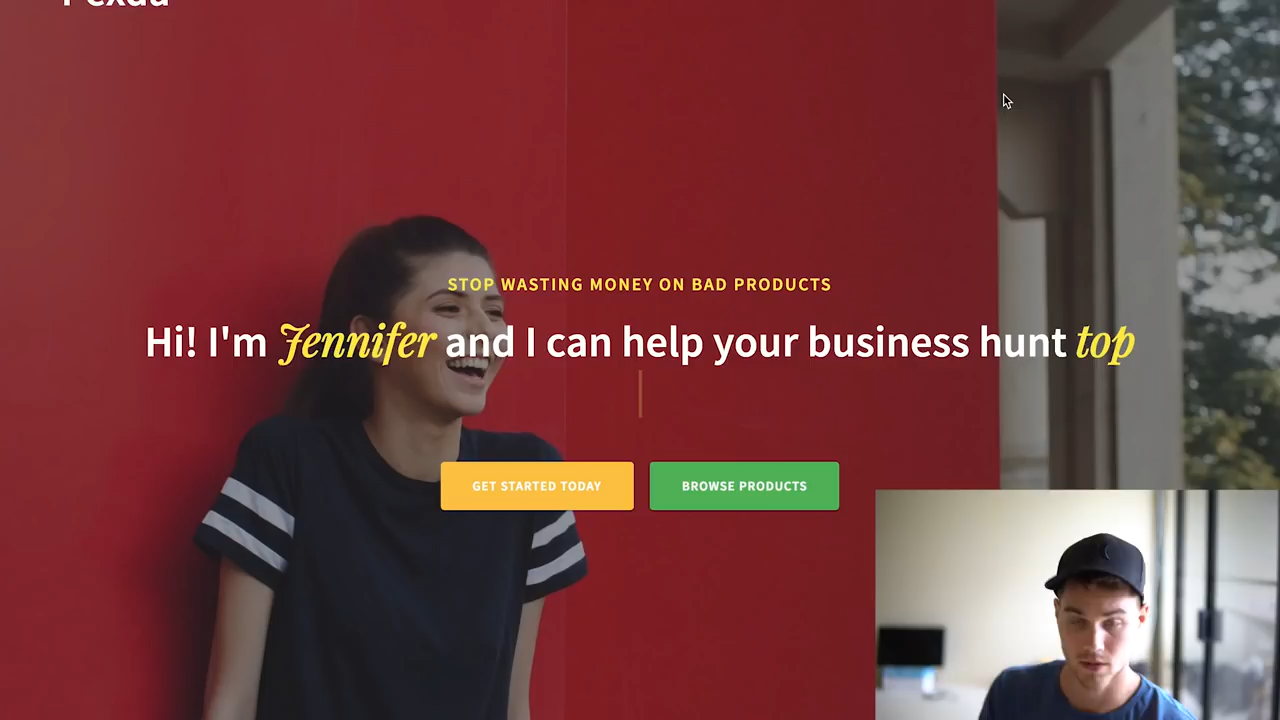 STOP WASTING MONEY ON BAD PRODUCTS
Hi! I'm Jennifer and I can help your business hunt top
GET STARTED TODAY
BROWSE PRODUCTS